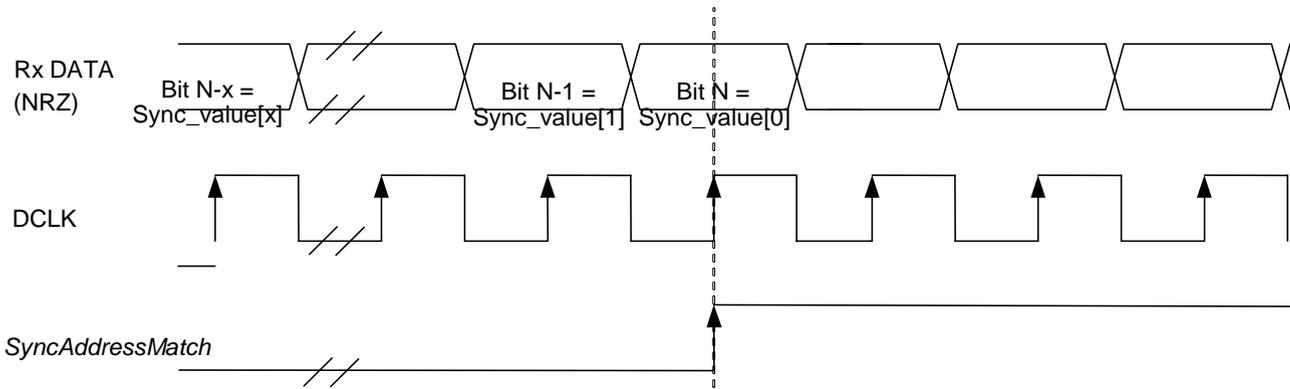 Rx DATA
(NRZ)
Bit N-x =
Sync_value[x]
Bit N-1 =
Sync_value[1]
Bit N =
Sync_value[0]
DCLK
SyncAddressMatch